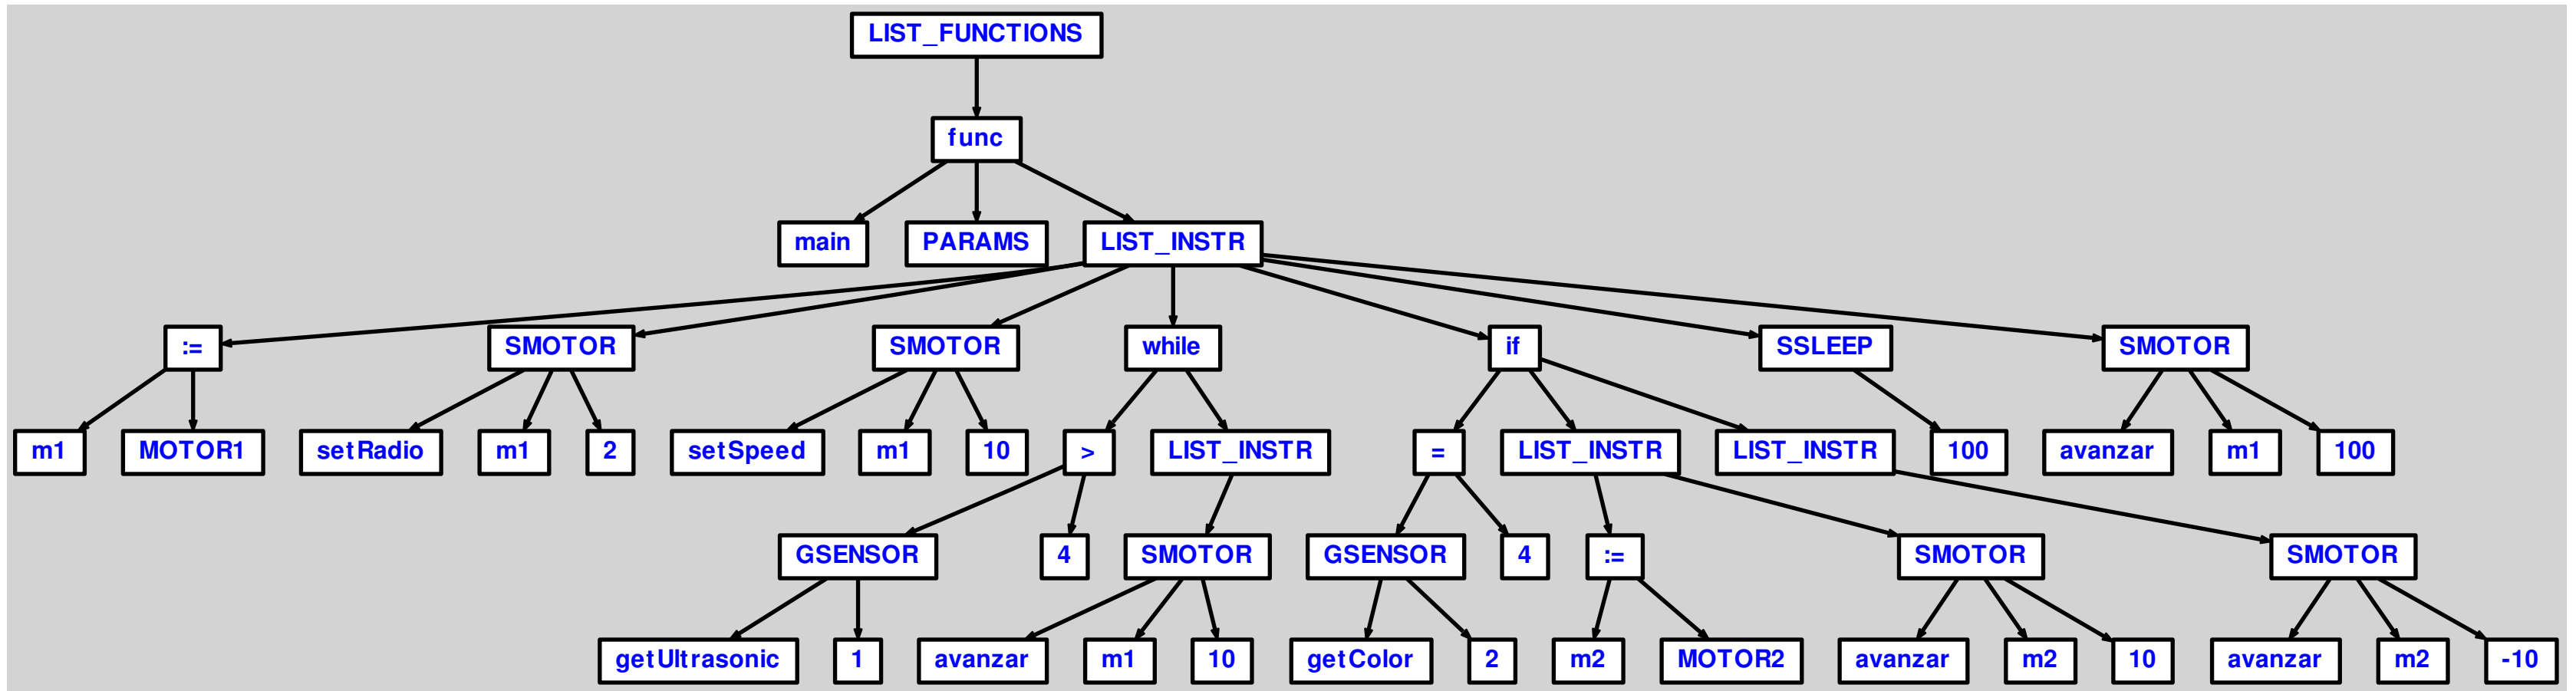 LIST_FUNCTIONS
func
main PARAMS LIST_INSTR
:= SMOTOR SMOTOR while if SSLEEP SMOTOR
m1 MOTOR1 setRadio m1 2 setSpeed m1 10 > LIST_INSTR = LIST_INSTR LIST_INSTR 100 avanzar m1 100
GSENSOR 4 SMOTOR GSENSOR 4 := SMOTOR SMOTOR
getUltrasonic 1 avanzar m1 10 getColor 2 m2 MOTOR2 avanzar m2 10 avanzar m2 -10